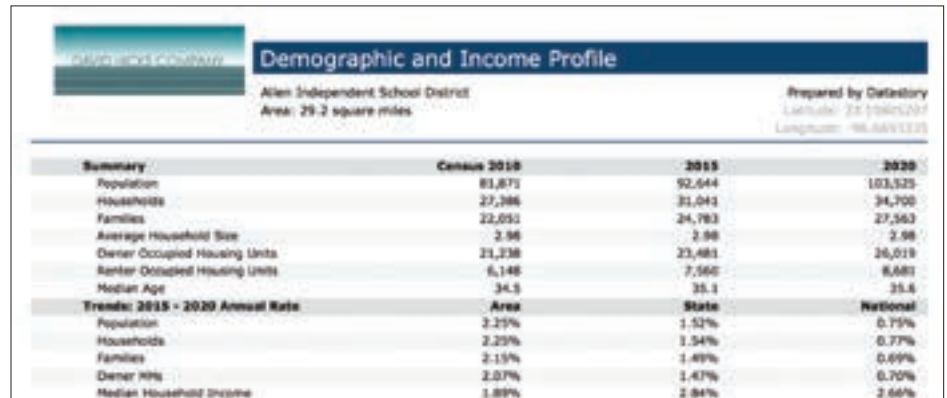 DAVID HICKS COMPANY
Demographic and Income Profile
Allen Independent School District
Area: 29.2 square miles
Prepared by Datastory
Latitude:
Longitude:
Summary Census 2010 2015 2020
Population 81,871 92,644 103,525
Households 27,386 31,041 34,700
Families 22,051 24,783 27,563
Average Household Size 2.98 2.98 2.98
Owner Occupied Housing Units 21,238 23,481 26,019
Renter Occupied Housing Units 6,148 7,560 8,681
Median Age 34.5 35.1 35.6
Trends: 2015 - 2020 Annual Rate Area State National
Population 2.25% 1.52% 0.75%
Households 2.25% 1.54% 0.77%
Families 2.15% 1.49% 0.69%
Owner HHs 2.07% 1.47% 0.70%
Median Household Income 1.89% 2.84% 2.66%